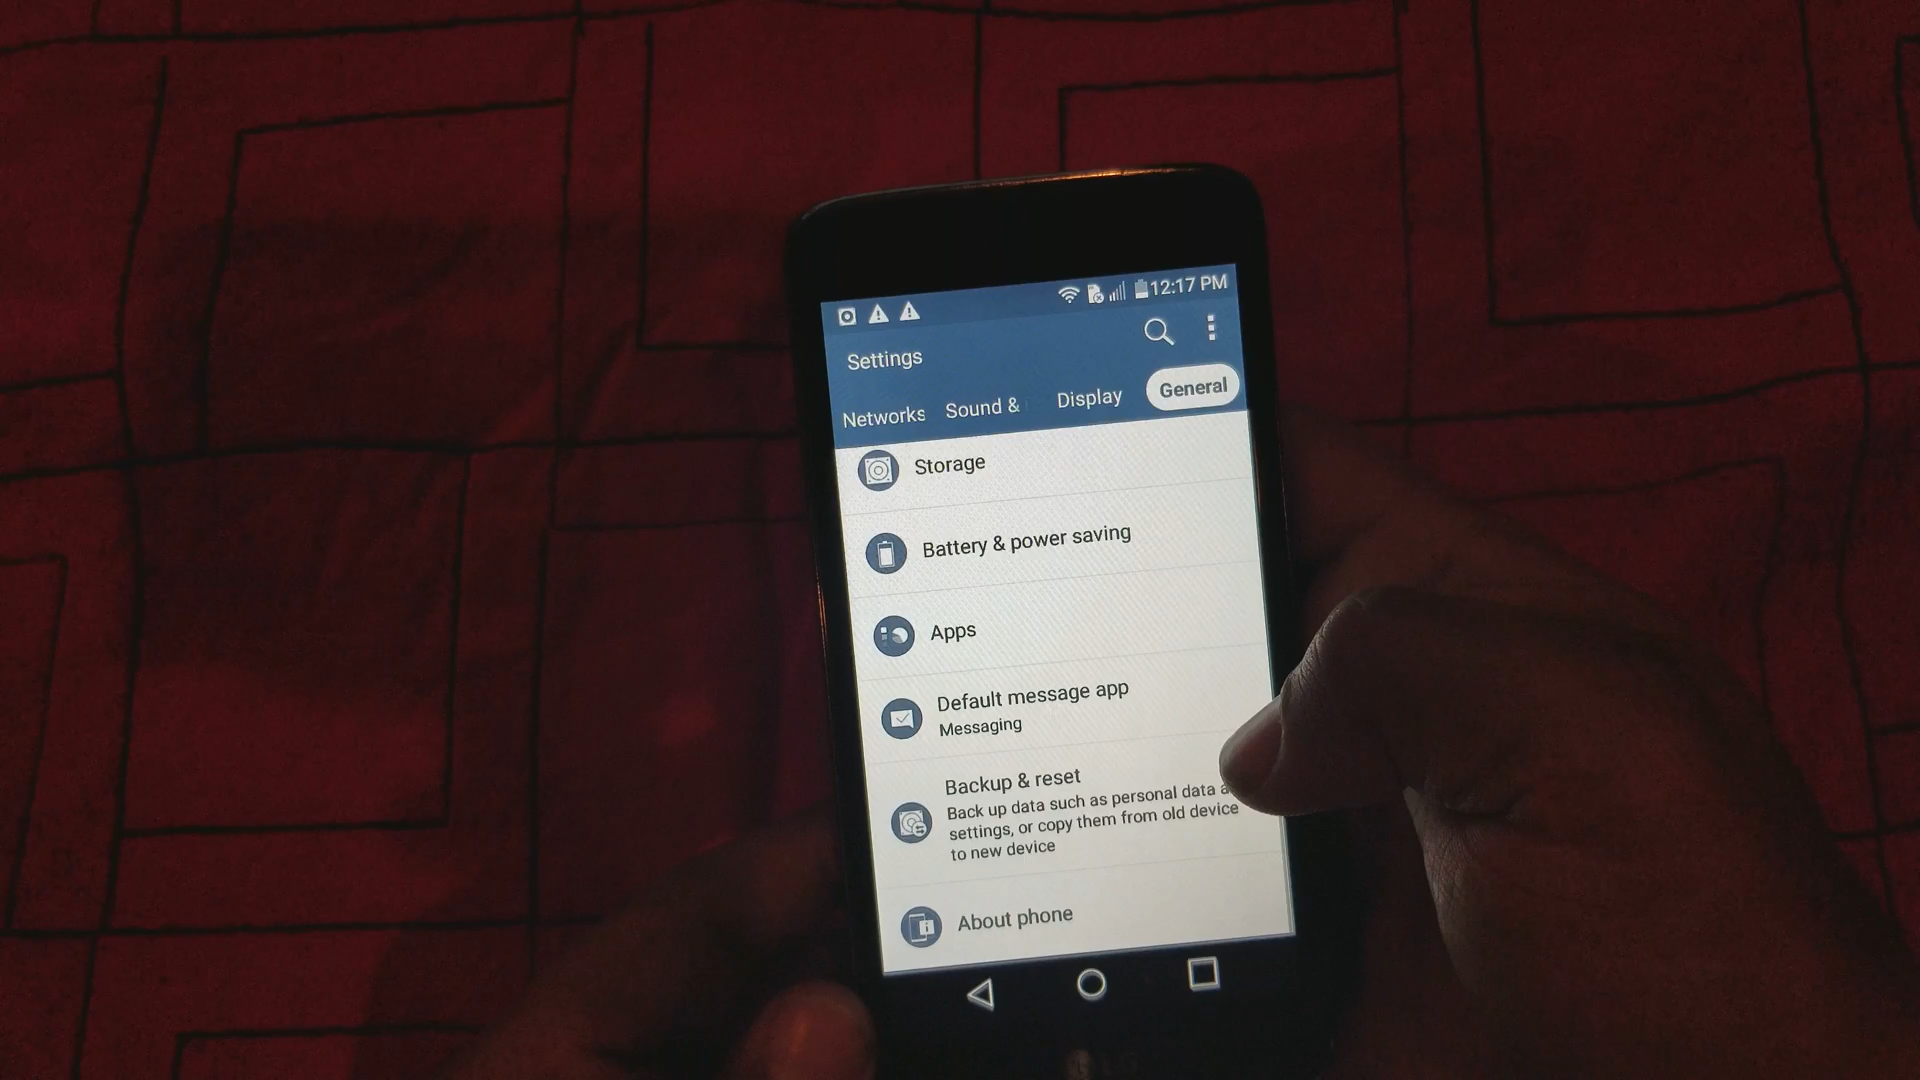 12:17 PM
Settings
Networks Sound & Display General
Storage
Battery & power saving
Apps
Default message app
Messaging
Backup & reset
Back up data such as personal data a
settings, or copy them from old device
to new device
About phone
LG